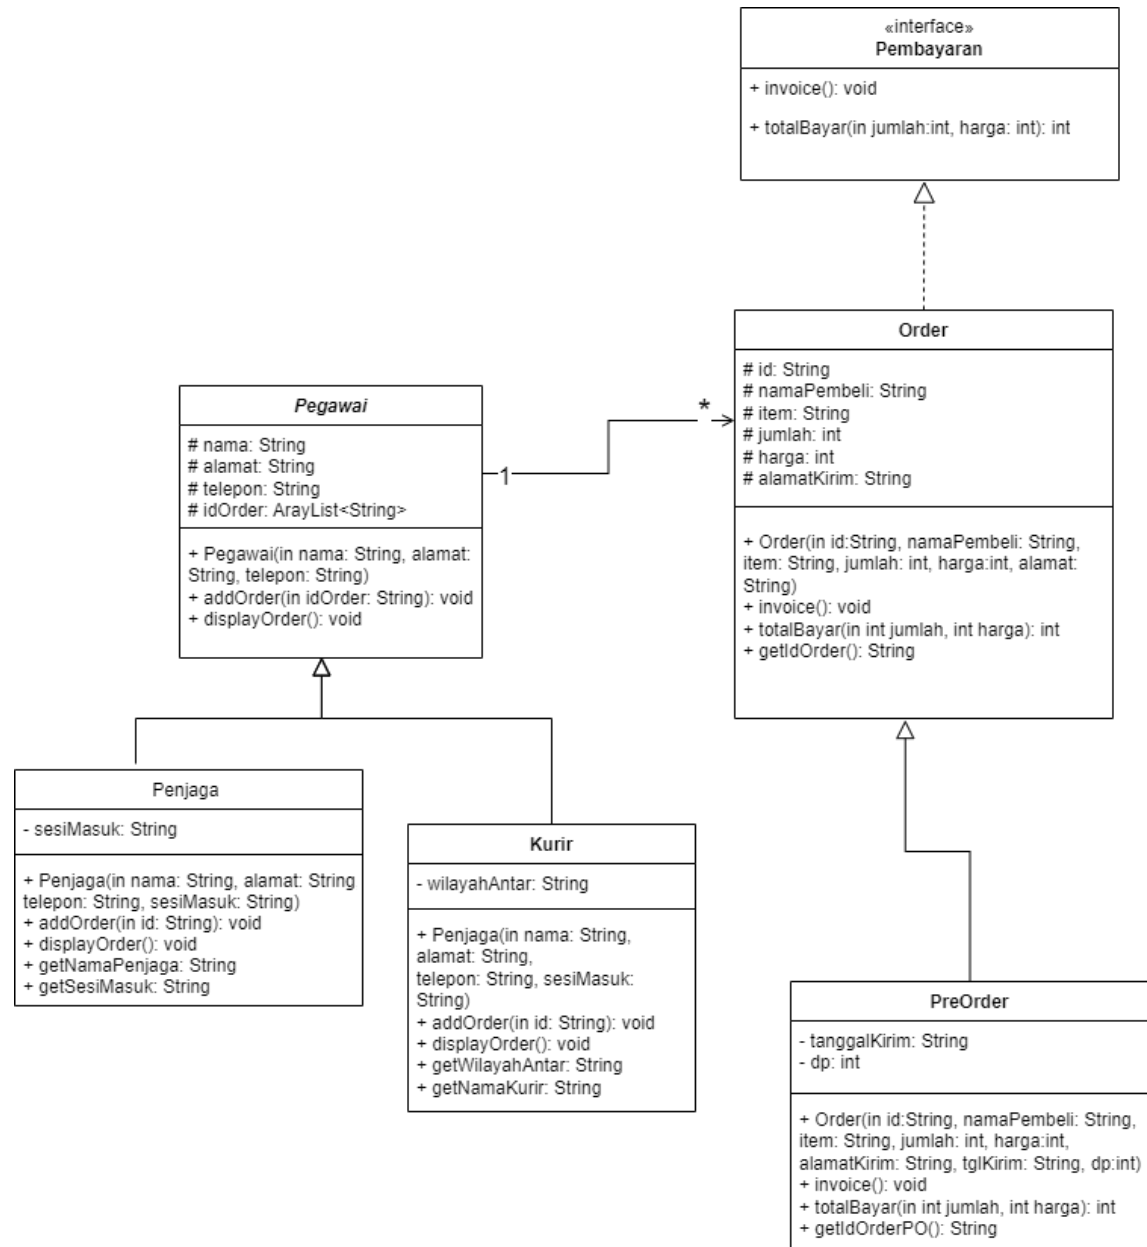 «interface»
Pembayaran
+ invoice(): void
+ totalBayar(in jumlah:int, harga: int): int
Order
# id: String
# namaPembeli: String
# item: String
# jumlah: int
# harga: int
# alamatKirim: String
+ Order(in id:String, namaPembeli: String,
item: String, jumlah: int, harga:int, alamat:
String)
+ invoice(): void
+ totalBayar(in int jumlah, int harga): int
+ getIdOrder(): String
Pegawai
# nama: String
# alamat: String
# telepon: String
# idOrder: ArayList<String>
+ Pegawai(in nama: String, alamat:
String, telepon: String)
+ addOrder(in idOrder: String): void
+ displayOrder(): void
1
*
Penjaga
- sesiMasuk: String
+ Penjaga(in nama: String, alamat: String
telepon: String, sesiMasuk: String)
+ addOrder(in id: String): void
+ displayOrder(): void
+ getNamaPenjaga: String
+ getSesiMasuk: String
Kurir
- wilayahAntar: String
+ Penjaga(in nama: String,
alamat: String,
telepon: String, sesiMasuk:
String)
+ addOrder(in id: String): void
+ displayOrder(): void
+ getWilayahAntar: String
+ getNamaKurir: String
PreOrder
- tanggalKirim: String
- dp: int
+ Order(in id:String, namaPembeli: String,
item: String, jumlah: int, harga:int,
alamatKirim: String, tglKirim: String, dp:int)
+ invoice(): void
+ totalBayar(in int jumlah, int harga): int
+ getIdOrderPO(): String